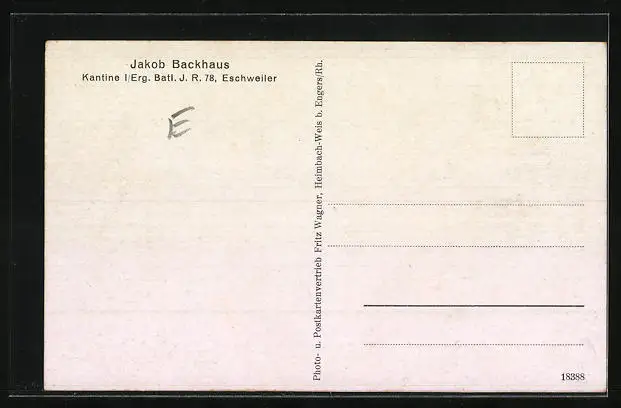 Jakob Backhaus
Kantine I/Erg. Batl. J. R. 78, Eschweiler
E
Photo- u. Postkartenvertrieb Fritz Wagner, Heimbach-Weis b. Engers/Rh.
18388